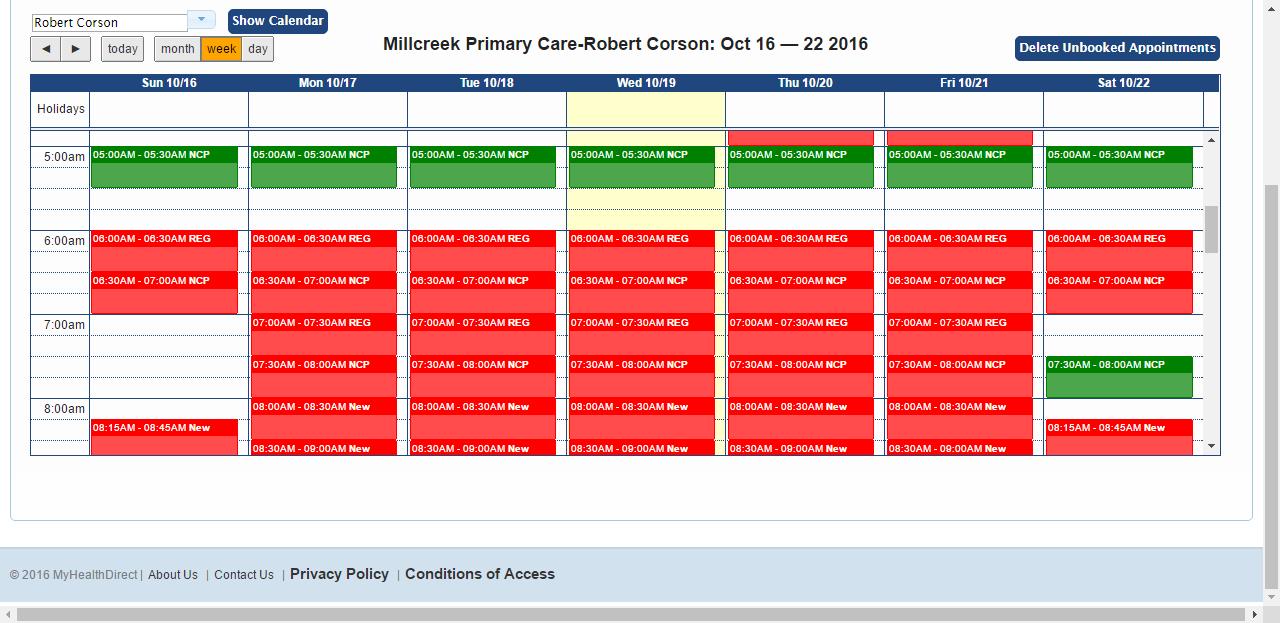 Robert Corson Show Calendar
today month week day Millcreek Primary Care-Robert Corson: Oct 16 — 22 2016 Delete Unbooked Appointments
Sun 10/16 Mon 10/17 Tue 10/18 Wed 10/19 Thu 10/20 Fri 10/21 Sat 10/22
Holidays
5:00am 05:00AM - 05:30AM NCP 05:00AM - 05:30AM NCP 05:00AM - 05:30AM NCP 05:00AM - 05:30AM NCP 05:00AM - 05:30AM NCP 05:00AM - 05:30AM NCP 05:00AM - 05:30AM NCP
6:00am 06:00AM - 06:30AM REG 06:00AM - 06:30AM REG 06:00AM - 06:30AM REG 06:00AM - 06:30AM REG 06:00AM - 06:30AM REG 06:00AM - 06:30AM REG 06:00AM - 06:30AM REG
06:30AM - 07:00AM NCP 06:30AM - 07:00AM NCP 06:30AM - 07:00AM NCP 06:30AM - 07:00AM NCP 06:30AM - 07:00AM NCP 06:30AM - 07:00AM NCP 06:30AM - 07:00AM NCP
7:00am 07:00AM - 07:30AM REG 07:00AM - 07:30AM REG 07:00AM - 07:30AM REG 07:00AM - 07:30AM REG 07:00AM - 07:30AM REG
07:30AM - 08:00AM NCP 07:30AM - 08:00AM NCP 07:30AM - 08:00AM NCP 07:30AM - 08:00AM NCP 07:30AM - 08:00AM NCP 07:30AM - 08:00AM NCP
8:00am 08:00AM - 08:30AM New 08:00AM - 08:30AM New 08:00AM - 08:30AM New 08:00AM - 08:30AM New 08:00AM - 08:30AM New
08:15AM - 08:45AM New 08:15AM - 08:45AM New
08:30AM - 09:00AM New 08:30AM - 09:00AM New 08:30AM - 09:00AM New 08:30AM - 09:00AM New 08:30AM - 09:00AM New
© 2016 MyHealthDirect | About Us | Contact Us | Privacy Policy | Conditions of Access